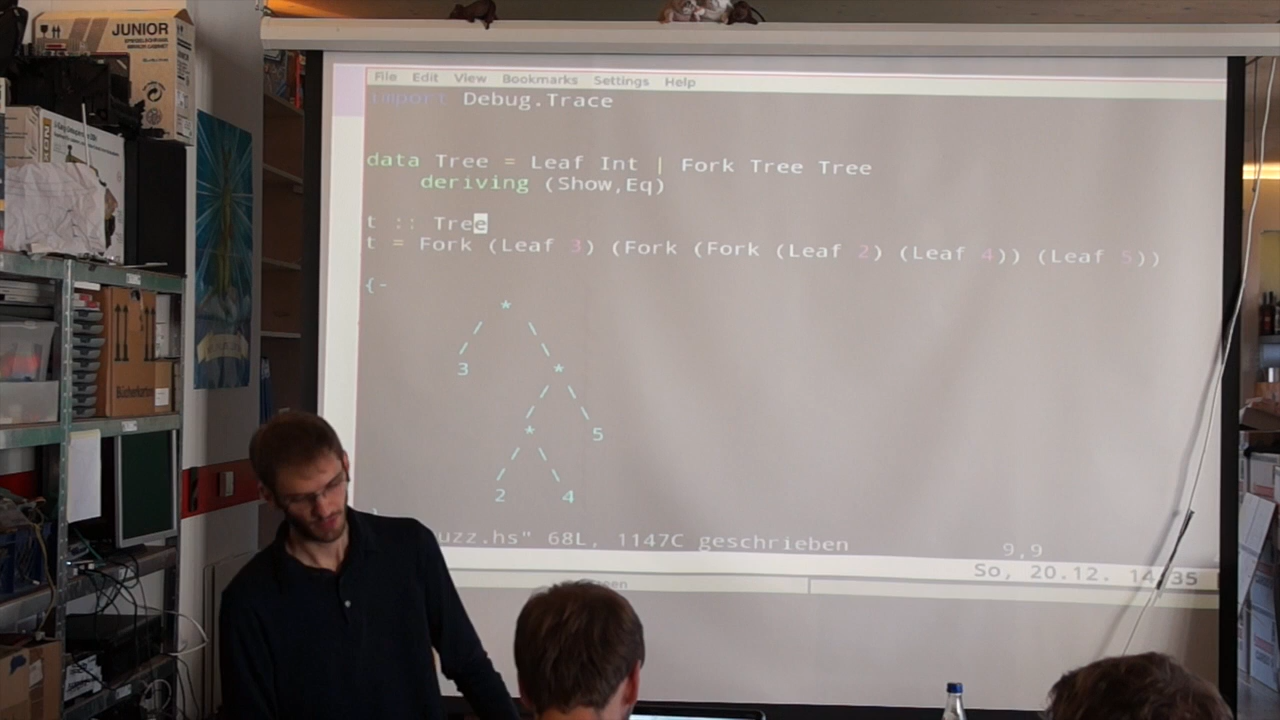 JUNIOR
File Edit View Bookmarks Settings Help
import Debug.Trace
data Tree = Leaf Int | Fork Tree Tree
deriving (Show,Eq)
t :: Tree
t = Fork (Leaf 3) (Fork (Fork (Leaf 2) (Leaf 4)) (Leaf 5))
{-
*
/ \
3 *
/ \
* 5
/ \
2 4
uzz.hs" 68L, 1147C geschrieben 9,9
So, 20.12. 14:35
Bücherkarton